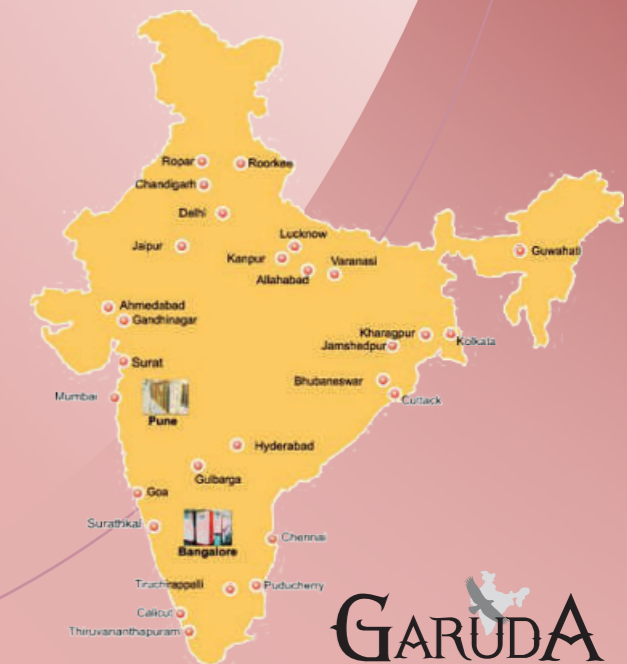 Ropar
Roorkee
Chandigarh
Delhi
Lucknow
Jaipur
Kanpur
Varanasi
Guwahati
Allahabad
Ahmedabad
Gandhinagar
Kharagpur
Kolkata
Jamshedpur
Surat
Bhubaneswar
Mumbai
Cuttack
Pune
Hyderabad
Gulbarga
Goa
Surathkal
Chennai
Bangalore
Tiruchirappalli
Puducherry
Calicut
Thiruvananthapuram
GARUDA